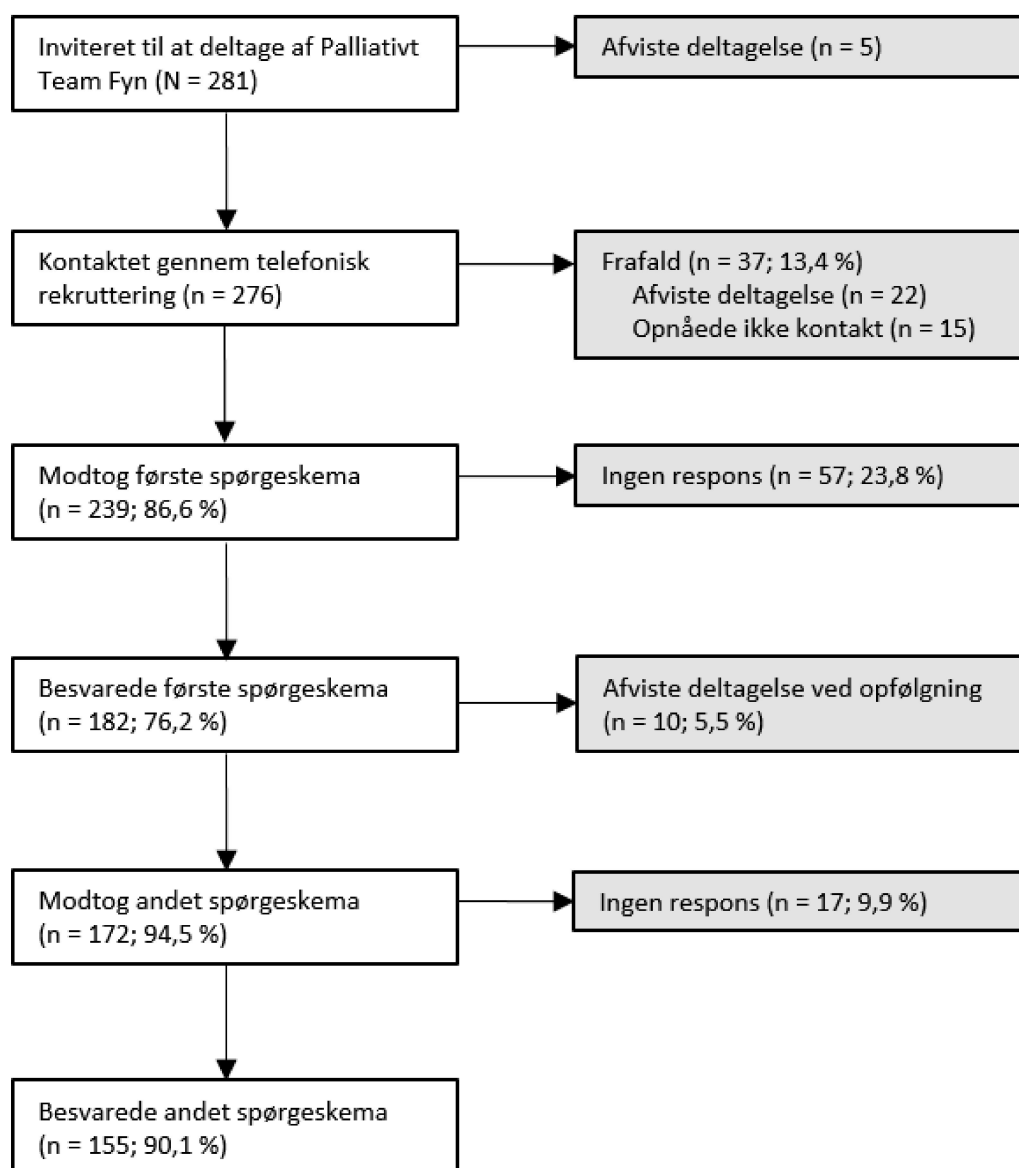 Inviteret til at deltage af Palliativt
Team Fyn (N = 281)
Afviste deltagelse (n = 5)
Kontaktet gennem telefonisk
rekruttering (n = 276)
Frafald (n = 37; 13,4 %)
Afviste deltagelse (n = 22)
Opnåede ikke kontakt (n = 15)
Modtog første spørgeskema
(n = 239; 86,6 %)
Ingen respons (n = 57; 23,8 %)
Besvarede første spørgeskema
(n = 182; 76,2 %)
Afviste deltagelse ved opfølgning
(n = 10; 5,5 %)
Modtog andet spørgeskema
(n = 172; 94,5 %)
Ingen respons (n = 17; 9,9 %)
Besvarede andet spørgeskema
(n = 155; 90,1 %)